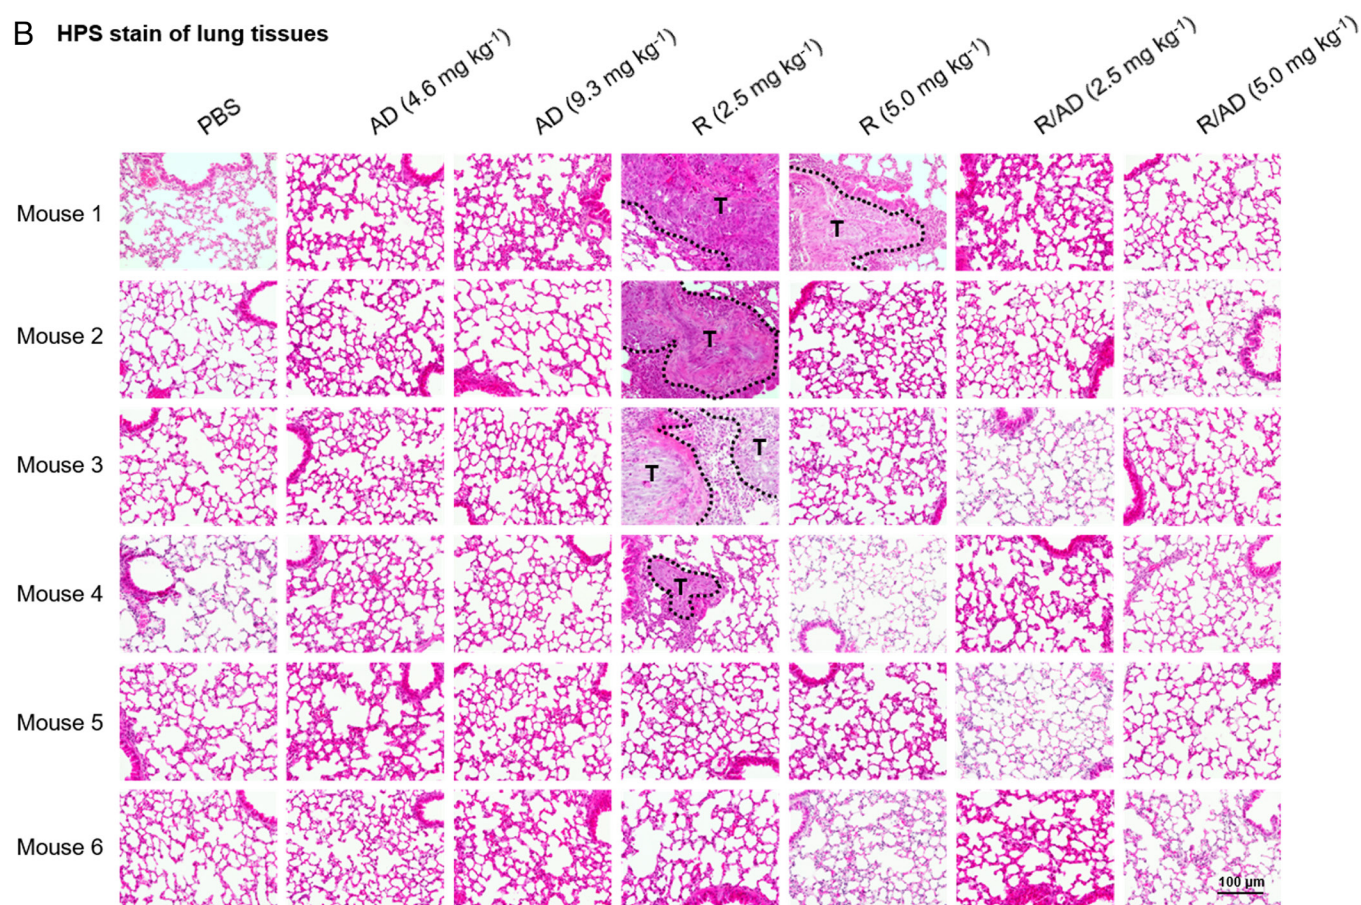 B HPS stain of lung tissues
PBS
AD (4.6 mg kg⁻¹)
AD (9.3 mg kg⁻¹)
R (2.5 mg kg⁻¹)
R (5.0 mg kg⁻¹)
R/AD (2.5 mg kg⁻¹)
R/AD (5.0 mg kg⁻¹)
Mouse 1
T
T
Mouse 2
T
Mouse 3
T
T
Mouse 4
T
Mouse 5
Mouse 6
100 µm